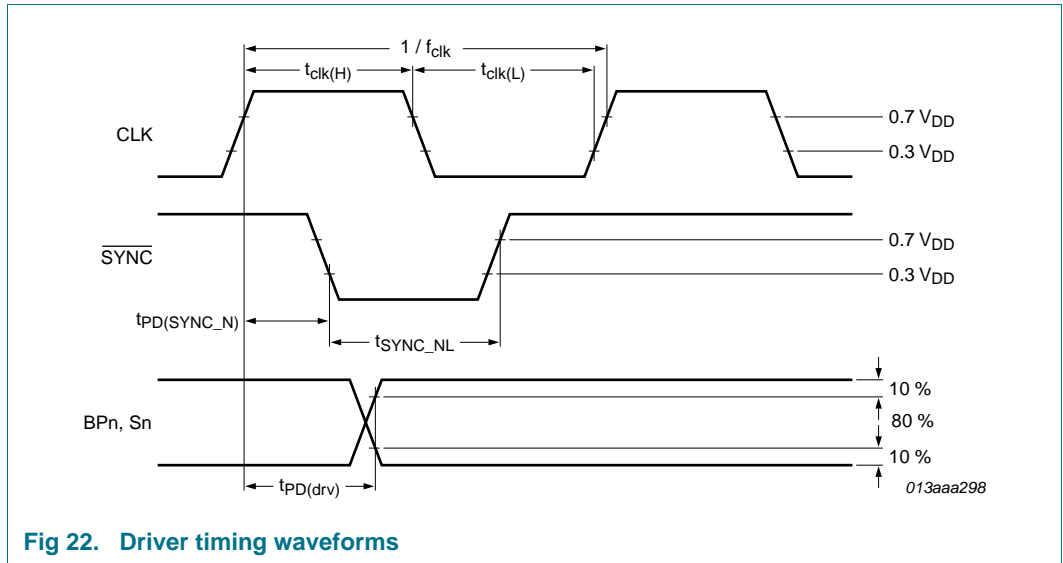 1 / fclk
tclk(H)
tclk(L)
CLK
0.7 VDD
0.3 VDD
SYNC
0.7 VDD
0.3 VDD
tPD(SYNC_N)
tSYNC_NL
BPn, Sn
10 %
80 %
10 %
tPD(drv)
013aaa298
Fig 22. Driver timing waveforms